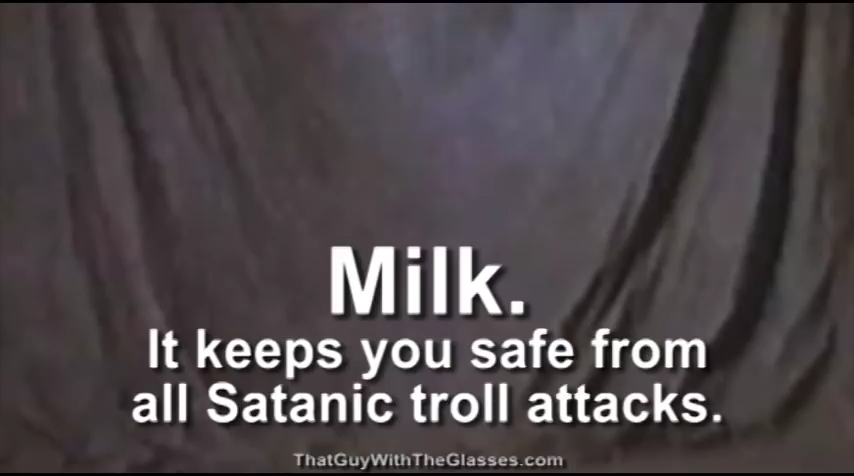 Milk.
It keeps you safe from
all Satanic troll attacks.
ThatGuyWithTheGlasses.com